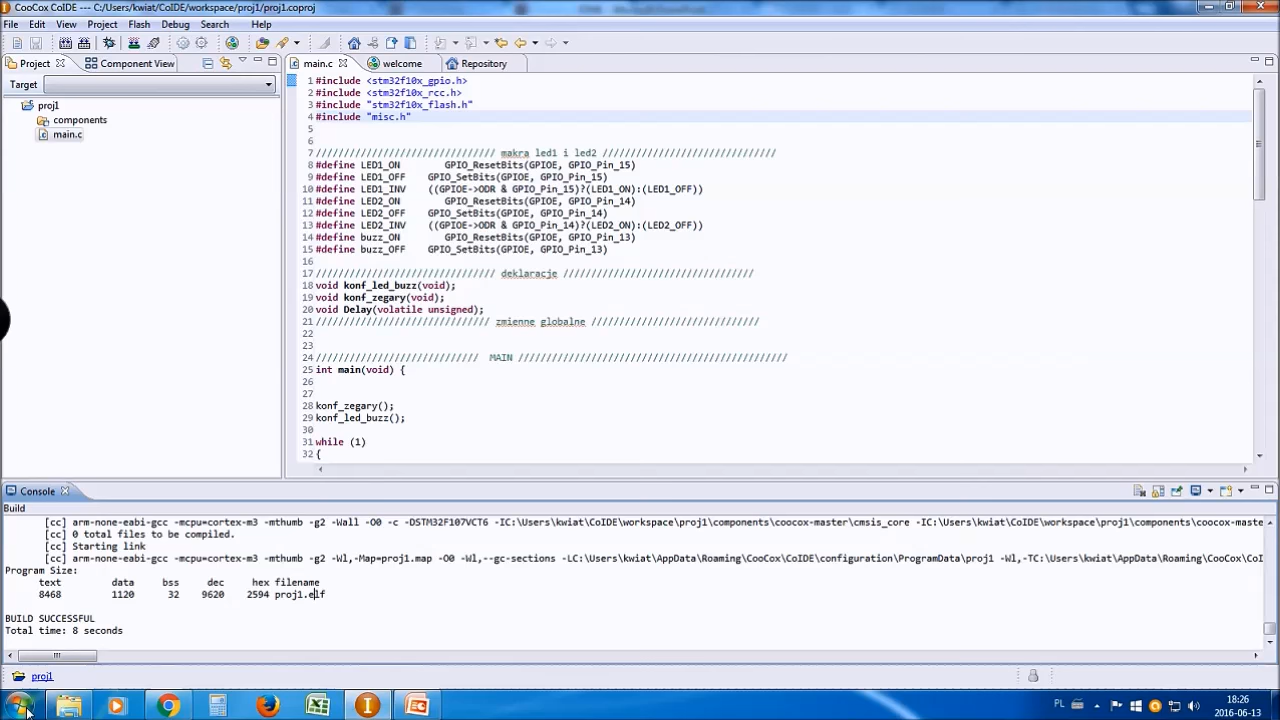 CooCox CoIDE --- C:/Users/kwiat/CoIDE/workspace/proj1/proj1.coproj
File Edit View Project Flash Debug Search Help
Project Component View
main.c welcome Repository
Target
proj1
components
main.c
1 #include <stm32f10x_gpio.h>
2 #include <stm32f10x_rcc.h>
3 #include "stm32f10x_flash.h"
4 #include "misc.h"
5
6
7 //////////////////////////////// makra led1 i led2 ///////////////////////////////
8 #define LED1_ON GPIO_ResetBits(GPIOE, GPIO_Pin_15)
9 #define LED1_OFF GPIO_SetBits(GPIOE, GPIO_Pin_15)
10 #define LED1_INV ((GPIOE->ODR & GPIO_Pin_15)?(LED1_ON):(LED1_OFF))
11 #define LED2_ON GPIO_ResetBits(GPIOE, GPIO_Pin_14)
12 #define LED2_OFF GPIO_SetBits(GPIOE, GPIO_Pin_14)
13 #define LED2_INV ((GPIOE->ODR & GPIO_Pin_14)?(LED2_ON):(LED2_OFF))
14 #define buzz_ON GPIO_ResetBits(GPIOE, GPIO_Pin_13)
15 #define buzz_OFF GPIO_SetBits(GPIOE, GPIO_Pin_13)
16
17 //////////////////////////////// deklaracje //////////////////////////////////
18 void konf_led_buzz(void);
19 void konf_zegary(void);
20 void Delay(volatile unsigned);
21 /////////////////////////////// zmienne globalne //////////////////////////////
22
23
24 ///////////////////////////// MAIN ////////////////////////////////////////////////
25 int main(void) {
26
27
28 konf_zegary();
29 konf_led_buzz();
30
31 while (1)
32 {
Console
Build
[cc] arm-none-eabi-gcc -mcpu=cortex-m3 -mthumb -g2 -Wall -O0 -c -DSTM32F107VCT6 -IC:\Users\kwiat\CoIDE\workspace\proj1\components\coocox-master\cmsis_core -IC:\Users\kwiat\CoIDE\workspace\proj1\components\coocox-maste
[cc] 0 total files to be compiled.
[cc] Starting link
[cc] arm-none-eabi-gcc -mcpu=cortex-m3 -mthumb -g2 -Wl,-Map=proj1.map -O0 -Wl,--gc-sections -LC:\Users\kwiat\AppData\Roaming\CooCox\CoIDE\configuration\ProgramData\proj1 -Wl,-TC:\Users\kwiat\AppData\Roaming\CooCox\CoI
Program Size:
text data bss dec hex filename
8468 1120 32 9620 2594 proj1.elf
BUILD SUCCESSFUL
Total time: 8 seconds
proj1
PL
18:26
2016-06-13